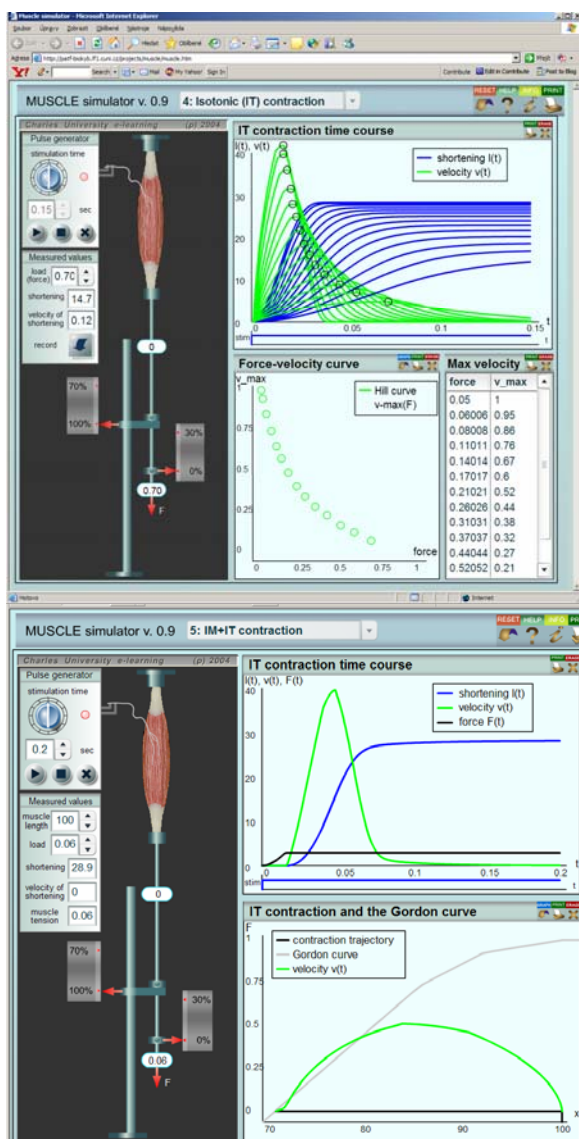 Muscle simulator - Microsoft Internet Explorer
MUSCLE simulator v. 0.9
4: Isotonic (IT) contraction
RESET HELP INFO PRINT
Charles University e-learning (p) 2004
Pulse generator
stimulation time
0.15 sec
Measured values
load (force) 0.70
shortening 14.7
velocity of shortening 0.12
record
0
70%
100%
30%
0%
0.70
F
IT contraction time course
l(t), v(t)
shortening l(t)
velocity v(t)
40
30
20
10
0
0 0.05 0.1 0.15
t
t
Force-velocity curve
v_max
Hill curve
v-max(F)
1
0.75
0.5
0.25
0
force
0 0.25 0.5 0.75 1
Max velocity
force v_max
0.05 1
0.06006 0.95
0.08008 0.86
0.11011 0.76
0.14014 0.67
0.17017 0.6
0.21021 0.52
0.26026 0.44
0.31031 0.38
0.37037 0.32
0.44044 0.27
0.52052 0.21
Hotovo
Internet
MUSCLE simulator v. 0.9
5: IM+IT contraction
RESET HELP INFO PRINT
Charles University e-learning (p) 2004
Pulse generator
stimulation time
0.2 sec
Measured values
muscle length 100
load 0.06
shortening 28.9
velocity of shortening 0
muscle tension 0.06
0
70%
100%
30%
0%
0.06
F
IT contraction time course
l(t), v(t), F(t)
shortening l(t)
velocity v(t)
force F(t)
40
30
20
10
0
0 0.05 0.1 0.15 0.2
t
stim
t
IT contraction and the Gordon curve
F
contraction trajectory
Gordon curve
velocity v(t)
1
0.75
0.5
0.25
0
70 80 90 100
x